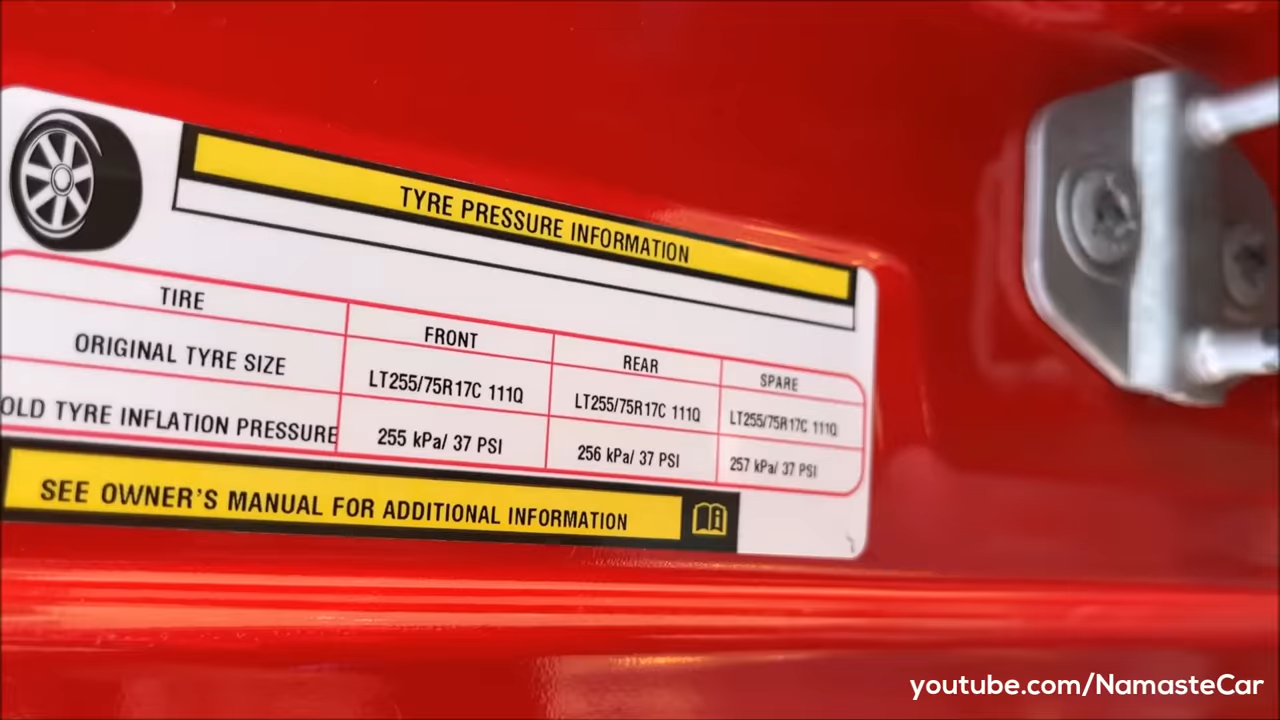 TYRE PRESSURE INFORMATION
TIRE FRONT REAR SPARE
ORIGINAL TYRE SIZE LT255/75R17C 111Q LT255/75R17C 111Q LT255/75R17C 111Q
OLD TYRE INFLATION PRESSURE 255 kPa/ 37 PSI 256 kPa/ 37 PSI 257 kPa/ 37 PSI
SEE OWNER'S MANUAL FOR ADDITIONAL INFORMATION
youtube.com/NamasteCar